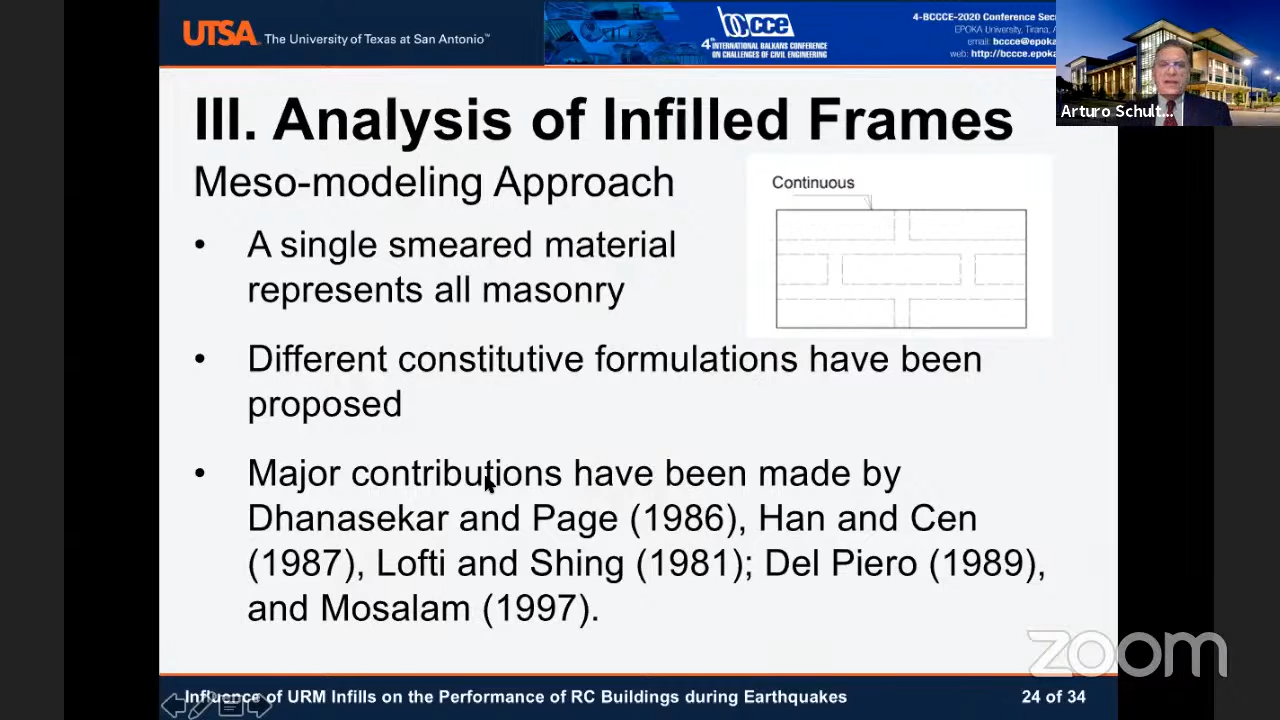 UTSA The University of Texas at San Antonio™
bccce
4th INTERNATIONAL BALKANS CONFERENCE
ON CHALLENGES OF CIVIL ENGINEERING
4-BCCCE-2020 Conference Sec
EPOKA University, Tirana,
email: bccce@epoka
web: http://bccce.epoka
Arturo Schult...
III. Analysis of Infilled Frames
Meso-modeling Approach
Continuous
• A single smeared material
represents all masonry
• Different constitutive formulations have been
proposed
• Major contributions have been made by
Dhanasekar and Page (1986), Han and Cen
(1987), Lofti and Shing (1981); Del Piero (1989),
and Mosalam (1997).
zoom
Influence of URM Infills on the Performance of RC Buildings during Earthquakes
24 of 34